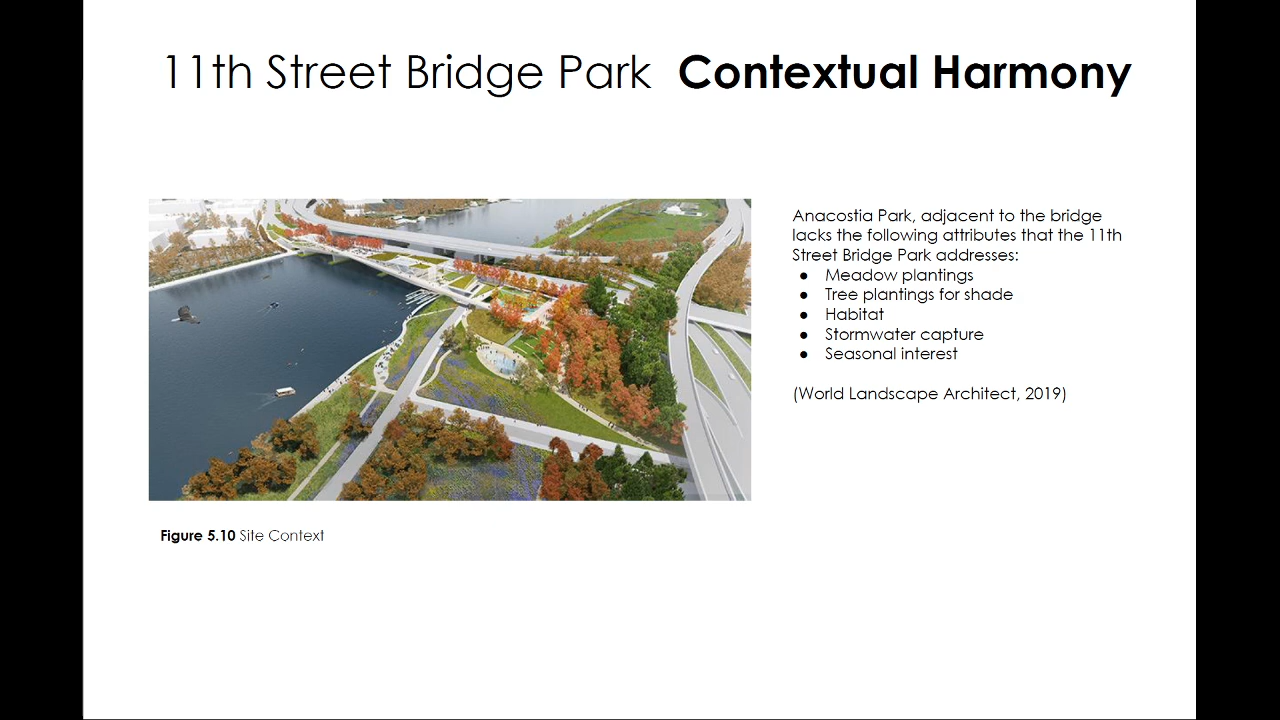 11th Street Bridge Park Contextual Harmony
Anacostia Park, adjacent to the bridge
lacks the following attributes that the 11th
Street Bridge Park addresses:
● Meadow plantings
● Tree plantings for shade
● Habitat
● Stormwater capture
● Seasonal interest
(World Landscape Architect, 2019)
Figure 5.10 Site Context